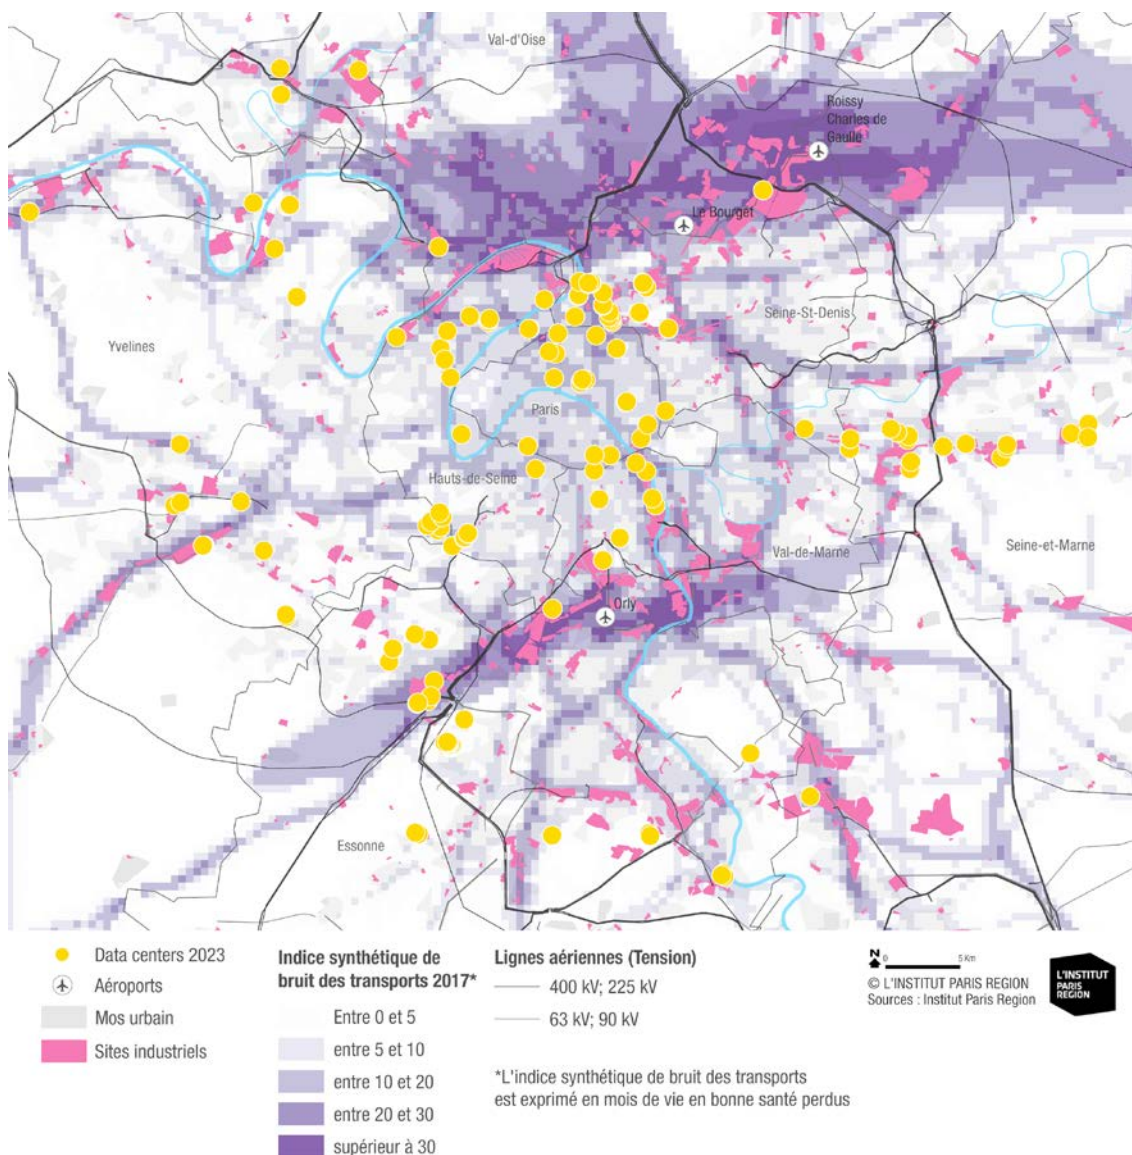 Val-d'Oise
Roissy
Charles de
Gaulle
Le Bourget
Seine-St-Denis
Yvelines
Paris
Hauts-de-Seine
Val-de-Marne
Seine-et-Marne
Orly
Essonne
Data centers 2023
Aéroports
Mos urbain
Sites industriels
Indice synthétique de
bruit des transports 2017*
Entre 0 et 5
entre 5 et 10
entre 10 et 20
entre 20 et 30
supérieur à 30
Lignes aériennes (Tension)
400 kV; 225 kV
63 kV; 90 kV
*L'indice synthétique de bruit des transports
est exprimé en mois de vie en bonne santé perdus
N
0 5 Km
© L'INSTITUT PARIS REGION
Sources : Institut Paris Region
L'INSTITUT
PARIS
REGION